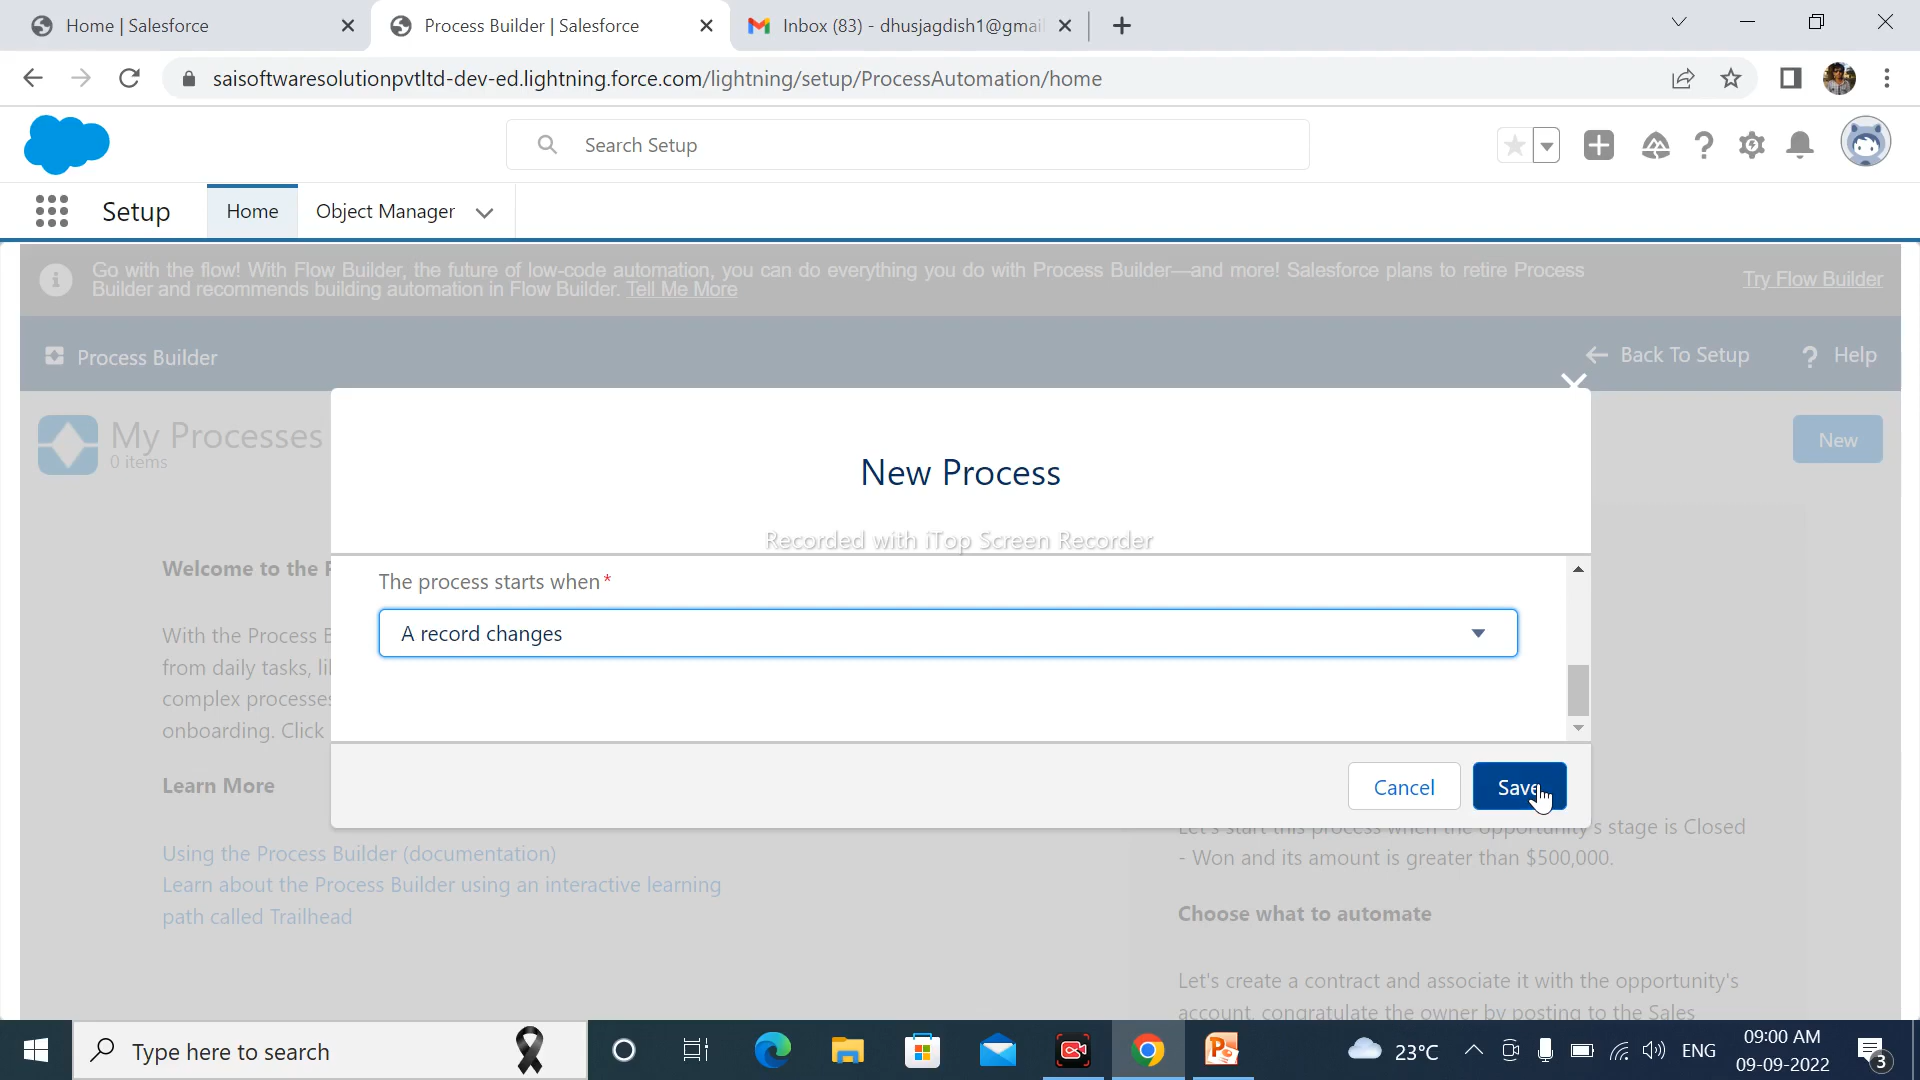 Home | Salesforce
Process Builder | Salesforce
Inbox (83) - dhusjagdish1@gmai
saisoftwaresolutionpvtltd-dev-ed.lightning.force.com/lightning/setup/ProcessAutomation/home
Search Setup
Setup
Home
Object Manager
Go with the flow! With Flow Builder, the future of low-code automation, you can do everything you do with Process Builder—and more! Salesforce plans to retire Process
Builder and recommends building automation in Flow Builder. Tell Me More
Try Flow Builder
Process Builder
Back To Setup
? Help
My Processes
0 items
New
New Process
Recorded with iTop Screen Recorder
Welcome to the
The process starts when*
A record changes
With the Process
from daily tasks,
complex processes
onboarding. Click
Cancel
Save
Learn More
Let's start this process when the opportunity's stage is Closed
- Won and its amount is greater than $500,000.
Using the Process Builder (documentation)
Learn about the Process Builder using an interactive learning
path called Trailhead
Choose what to automate
Let's create a contract and associate it with the opportunity's
account, congratulate the owner by posting to the Sales
Type here to search
23°C
ENG
09:00 AM
09-09-2022
3